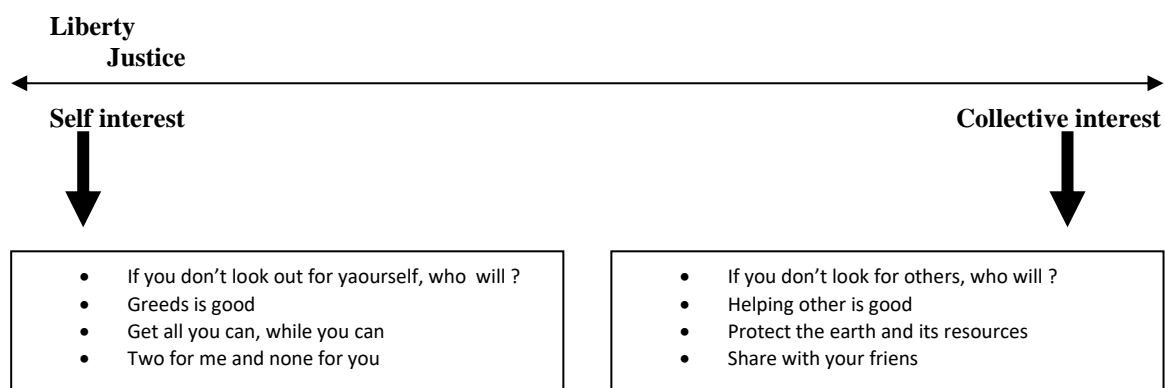 Liberty
Justice
Self interest
Collective interest
• If you don’t look out for yaourself, who will ?
• Greeds is good
• Get all you can, while you can
• Two for me and none for you
• If you don’t look for others, who will ?
• Helping other is good
• Protect the earth and its resources
• Share with your friens